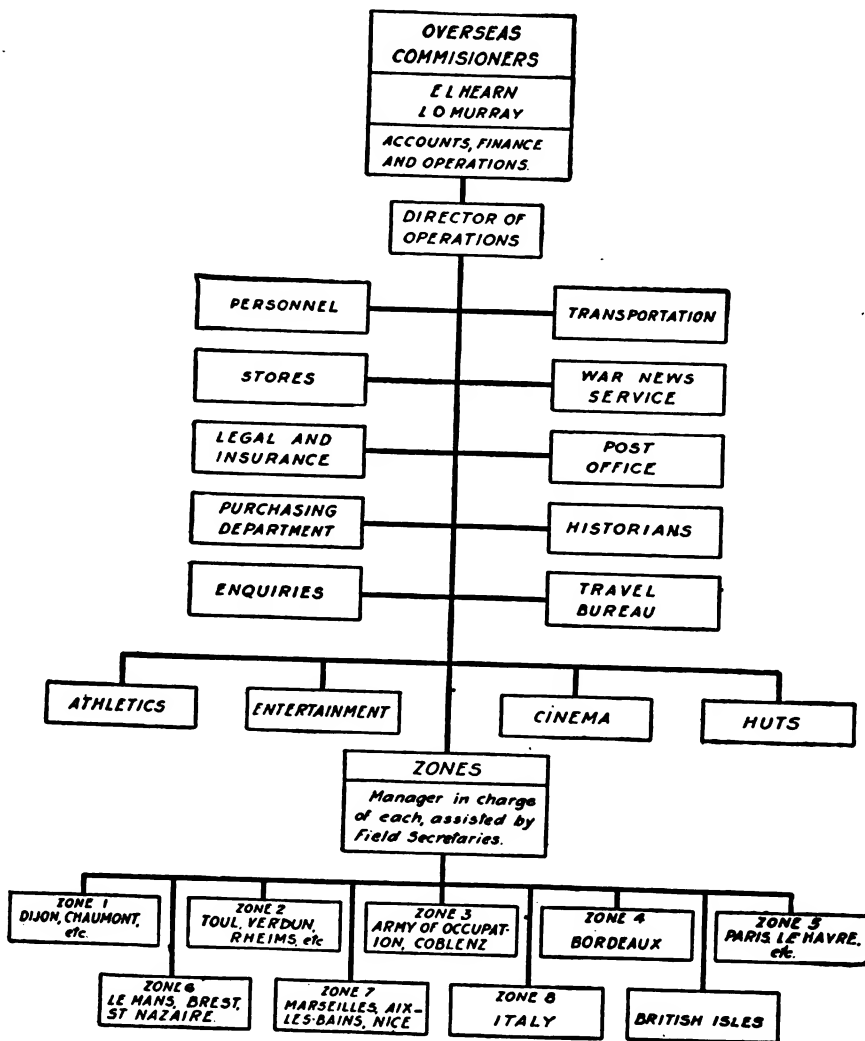 OVERSEAS
COMMISIONERS
E L HEARN
L O MURRAY
ACCOUNTS, FINANCE
AND OPERATIONS.
DIRECTOR OF
OPERATIONS
PERSONNEL
TRANSPORTATION
STORES
WAR NEWS
SERVICE
LEGAL AND
INSURANCE
POST
OFFICE
PURCHASING
DEPARTMENT
HISTORIANS
ENQUIRIES
TRAVEL
BUREAU
ATHLETICS
ENTERTAINMENT
CINEMA
HUTS
ZONES
Manager in charge
of each, assisted by
Field Secretaries.
ZONE 1
DIJON, CHAUMONT,
etc.
ZONE 2
TOUL, VERDUN,
RHEIMS, etc
ZONE 3
ARMY OF OCCUPAT-
ION, COBLENZ
ZONE 4
BORDEAUX
ZONE 5
PARIS, LE HAVRE,
etc.
ZONE 6
LE MANS, BREST,
ST NAZAIRE.
ZONE 7
MARSEILLES, AIX-
LES-BAINS, NICE
ZONE 8
ITALY
BRITISH ISLES